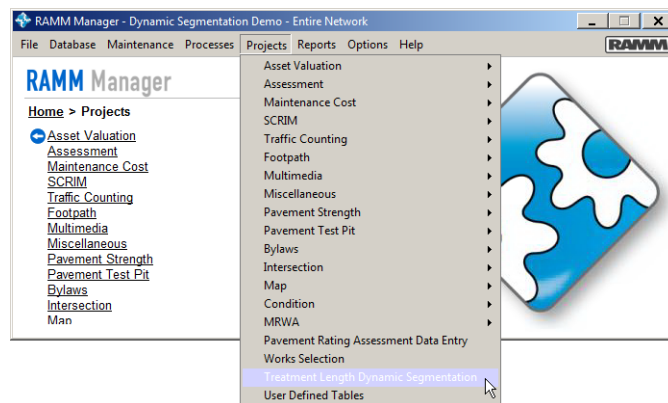 RAMM Manager - Dynamic Segmentation Demo - Entire Network
File Database Maintenance Processes Projects Reports Options Help RAMM
RAMM Manager
Home > Projects
Asset Valuation
Assessment
Maintenance Cost
SCRIM
Traffic Counting
Footpath
Multimedia
Miscellaneous
Pavement Strength
Pavement Test Pit
Bylaws
Intersection
Map
Asset Valuation
Assessment
Maintenance Cost
SCRIM
Traffic Counting
Footpath
Multimedia
Miscellaneous
Pavement Strength
Pavement Test Pit
Bylaws
Intersection
Map
Condition
MRWA
Pavement Rating Assessment Data Entry
Works Selection
Treatment Length Dynamic Segmentation
User Defined Tables